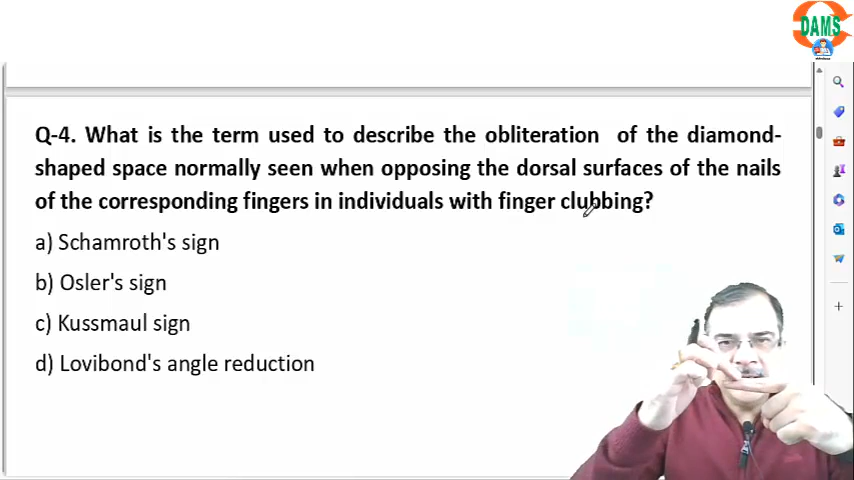 DAMS
Q-4. What is the term used to describe the obliteration of the diamond-
shaped space normally seen when opposing the dorsal surfaces of the nails
of the corresponding fingers in individuals with finger clubbing?
a) Schamroth's sign
b) Osler's sign
c) Kussmaul sign
d) Lovibond's angle reduction